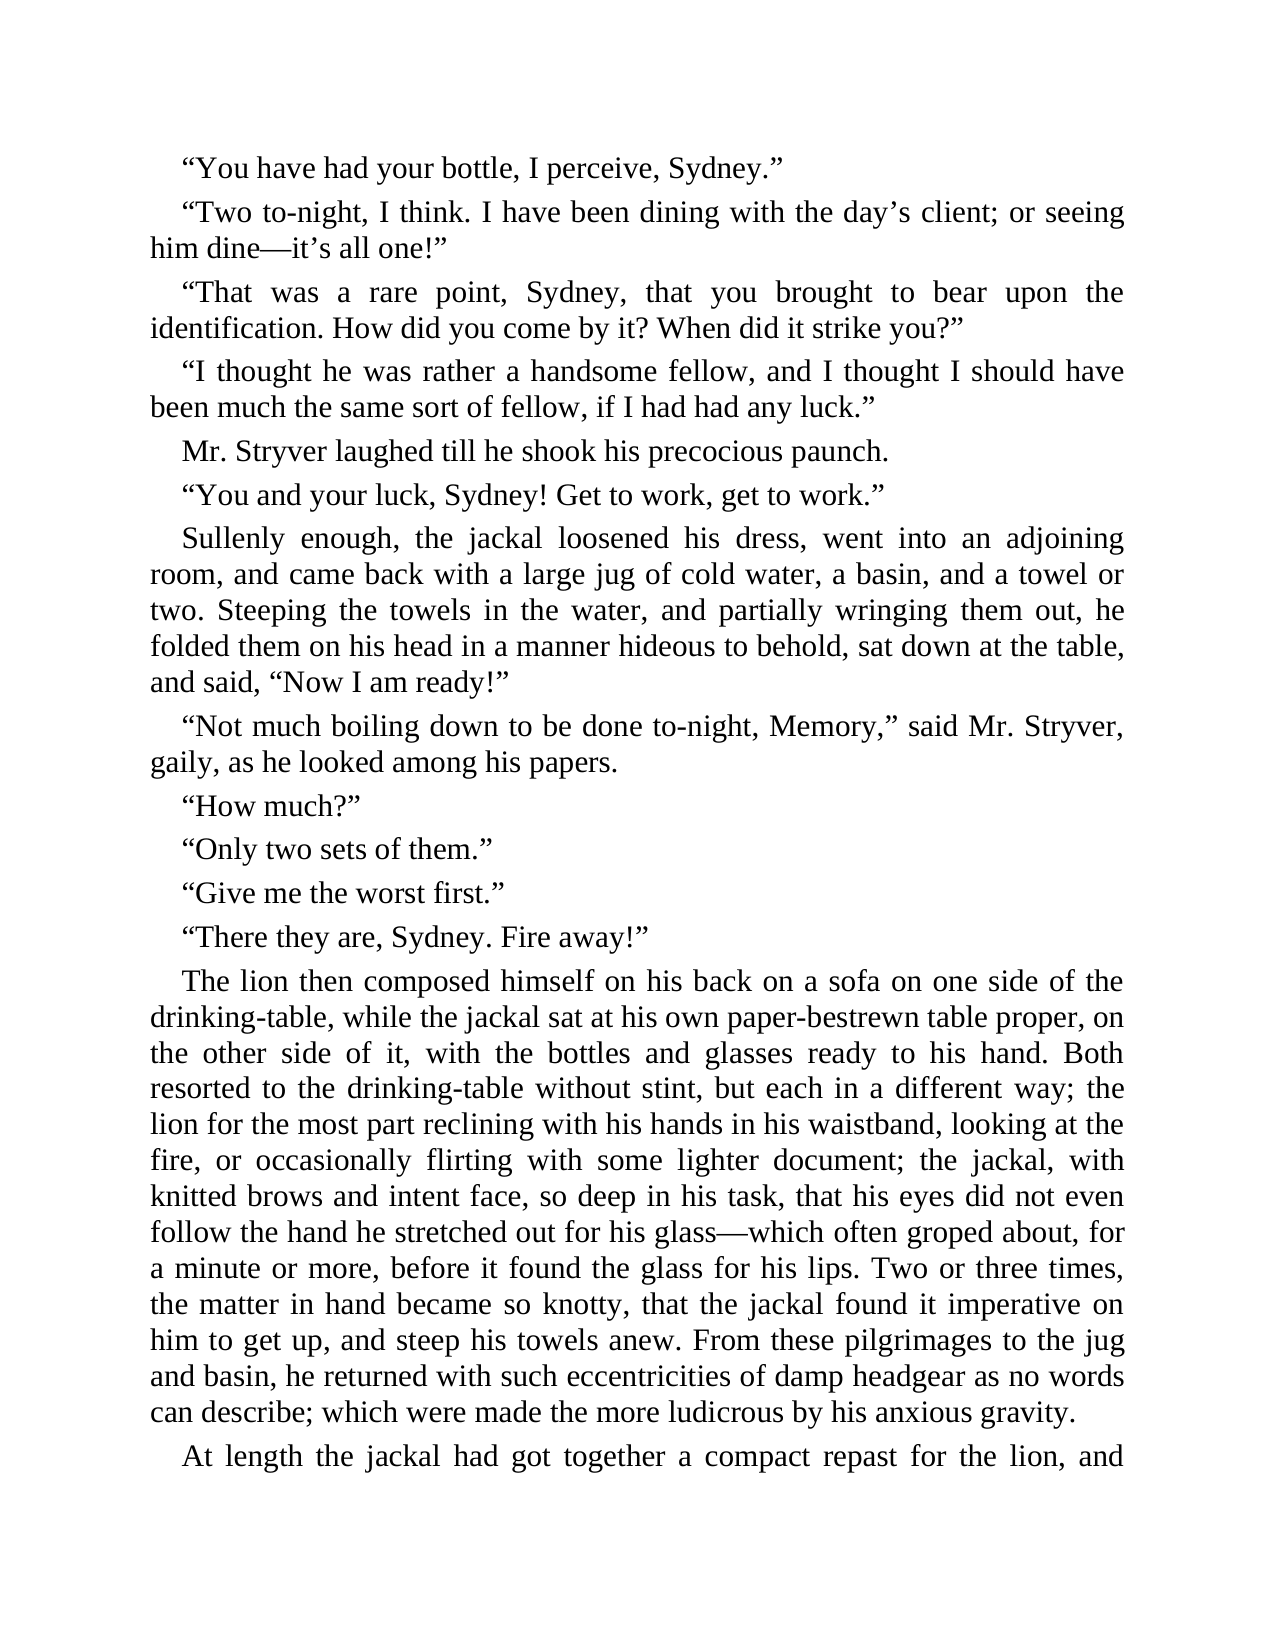 “You have had your bottle, I perceive, Sydney.”
“Two to-night, I think. I have been dining with the day’s client; or seeing
him dine—it’s all one!”
“That was a rare point, Sydney, that you brought to bear upon the
identification. How did you come by it? When did it strike you?”
“I thought he was rather a handsome fellow, and I thought I should have
been much the same sort of fellow, if I had had any luck.”
Mr. Stryver laughed till he shook his precocious paunch.
“You and your luck, Sydney! Get to work, get to work.”
Sullenly enough, the jackal loosened his dress, went into an adjoining
room, and came back with a large jug of cold water, a basin, and a towel or
two. Steeping the towels in the water, and partially wringing them out, he
folded them on his head in a manner hideous to behold, sat down at the table,
and said, “Now I am ready!”
“Not much boiling down to be done to-night, Memory,” said Mr. Stryver,
gaily, as he looked among his papers.
“How much?”
“Only two sets of them.”
“Give me the worst first.”
“There they are, Sydney. Fire away!”
The lion then composed himself on his back on a sofa on one side of the
drinking-table, while the jackal sat at his own paper-bestrewn table proper, on
the other side of it, with the bottles and glasses ready to his hand. Both
resorted to the drinking-table without stint, but each in a different way; the
lion for the most part reclining with his hands in his waistband, looking at the
fire, or occasionally flirting with some lighter document; the jackal, with
knitted brows and intent face, so deep in his task, that his eyes did not even
follow the hand he stretched out for his glass—which often groped about, for
a minute or more, before it found the glass for his lips. Two or three times,
the matter in hand became so knotty, that the jackal found it imperative on
him to get up, and steep his towels anew. From these pilgrimages to the jug
and basin, he returned with such eccentricities of damp headgear as no words
can describe; which were made the more ludicrous by his anxious gravity.
At length the jackal had got together a compact repast for the lion, and